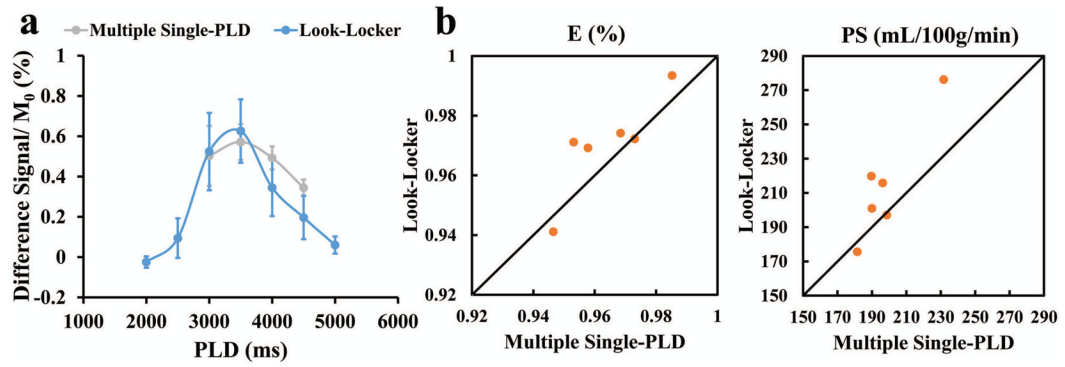 a
Multiple Single-PLD
Look-Locker
Difference Signal/ M₀ (%)
1
0.8
0.6
0.4
0.2
0
-0.2
1000 2000 3000 4000 5000 6000
PLD (ms)
b
E (%)
Look-Locker
1
0.98
0.96
0.94
0.92
0.92 0.94 0.96 0.98 1
Multiple Single-PLD
PS (mL/100g/min)
Look-Locker
290
270
250
230
210
190
170
150
150 170 190 210 230 250 270 290
Multiple Single-PLD